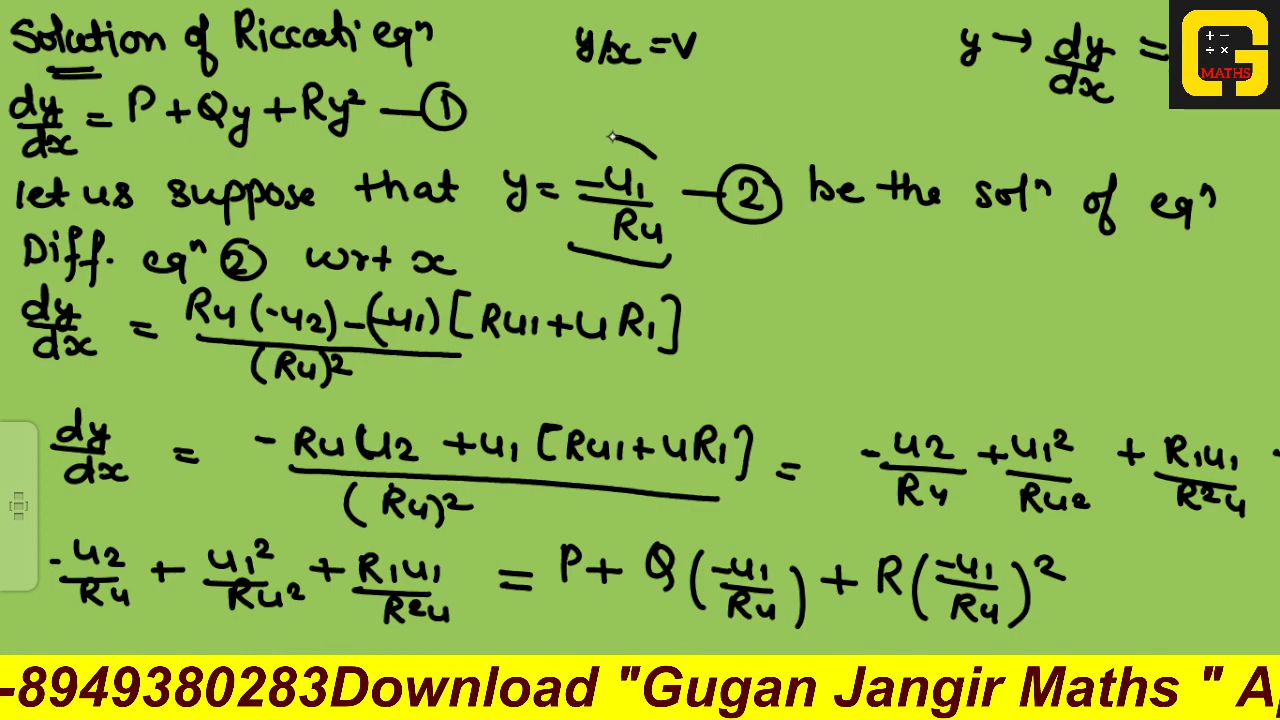 Solution of Riccati eqⁿ y/x = v y → dy/dx =
+ −
÷ ×
MATHS
dy/dx = P + Qy + Ry² — ①
let us suppose that y = -u₁/Ru — ② be the solⁿ of eqⁿ
Diff. eqⁿ ② wrt x
dy/dx = Ru(-u2) - (-u1) [Ru1 + u R1] / (Ru)²
dy/dx = - Ru(u2 + u1 [Ru1 + uR1] / (Ru)² = - u2/Ru + u1²/Ru² + R1u1/R²u
- u2/Ru + u1²/Ru² + R1u1/R²u = P + Q(-u1/Ru) + R(-u1/Ru)²
-8949380283Download "Gugan Jangir Maths " A